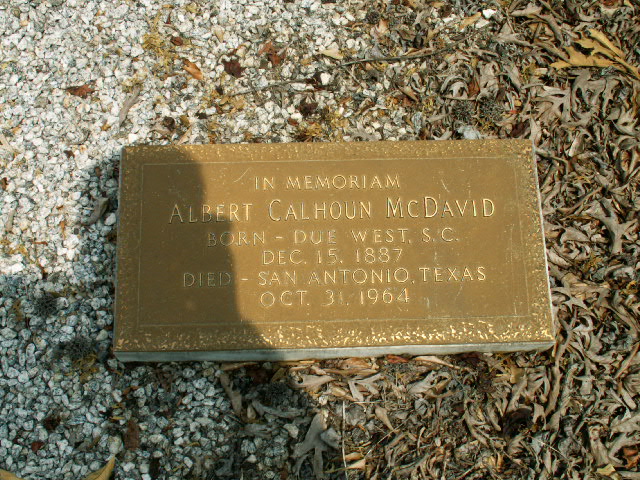 IN MEMORIAM
ALBERT CALHOUN MCDAVID
BORN - DUE WEST, S.C.
DEC. 15, 1887
DIED - SAN ANTONIO, TEXAS
OCT. 31, 1964